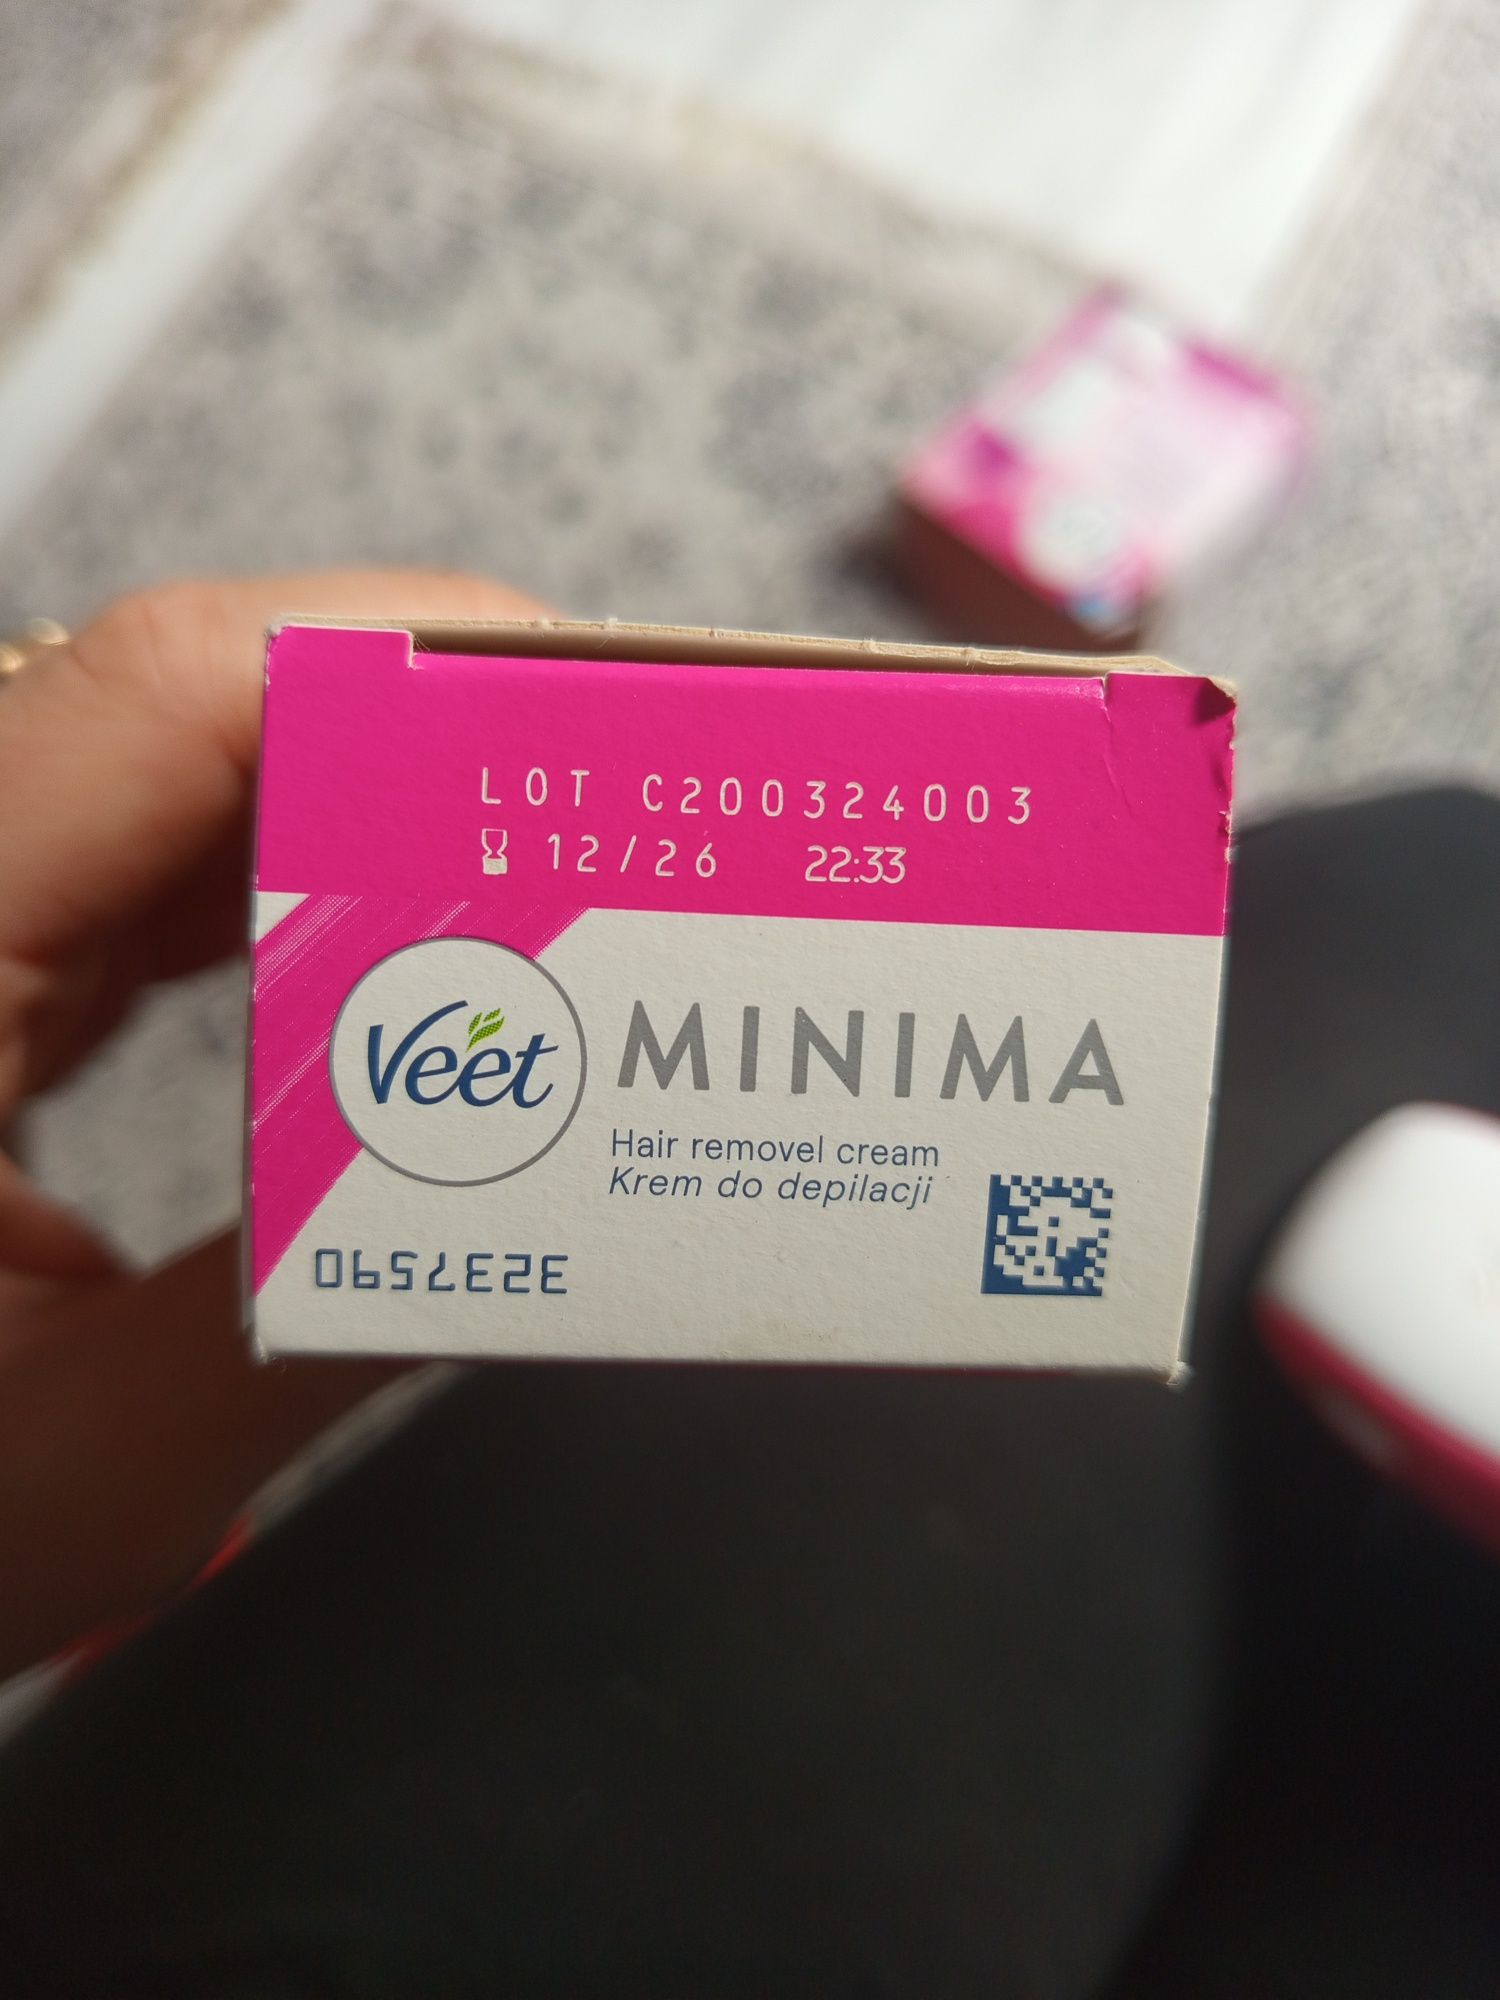 LOT C200324003
12/26 22:33
Veet MINIMA
Hair removel cream
Krem do depilacji
3237590